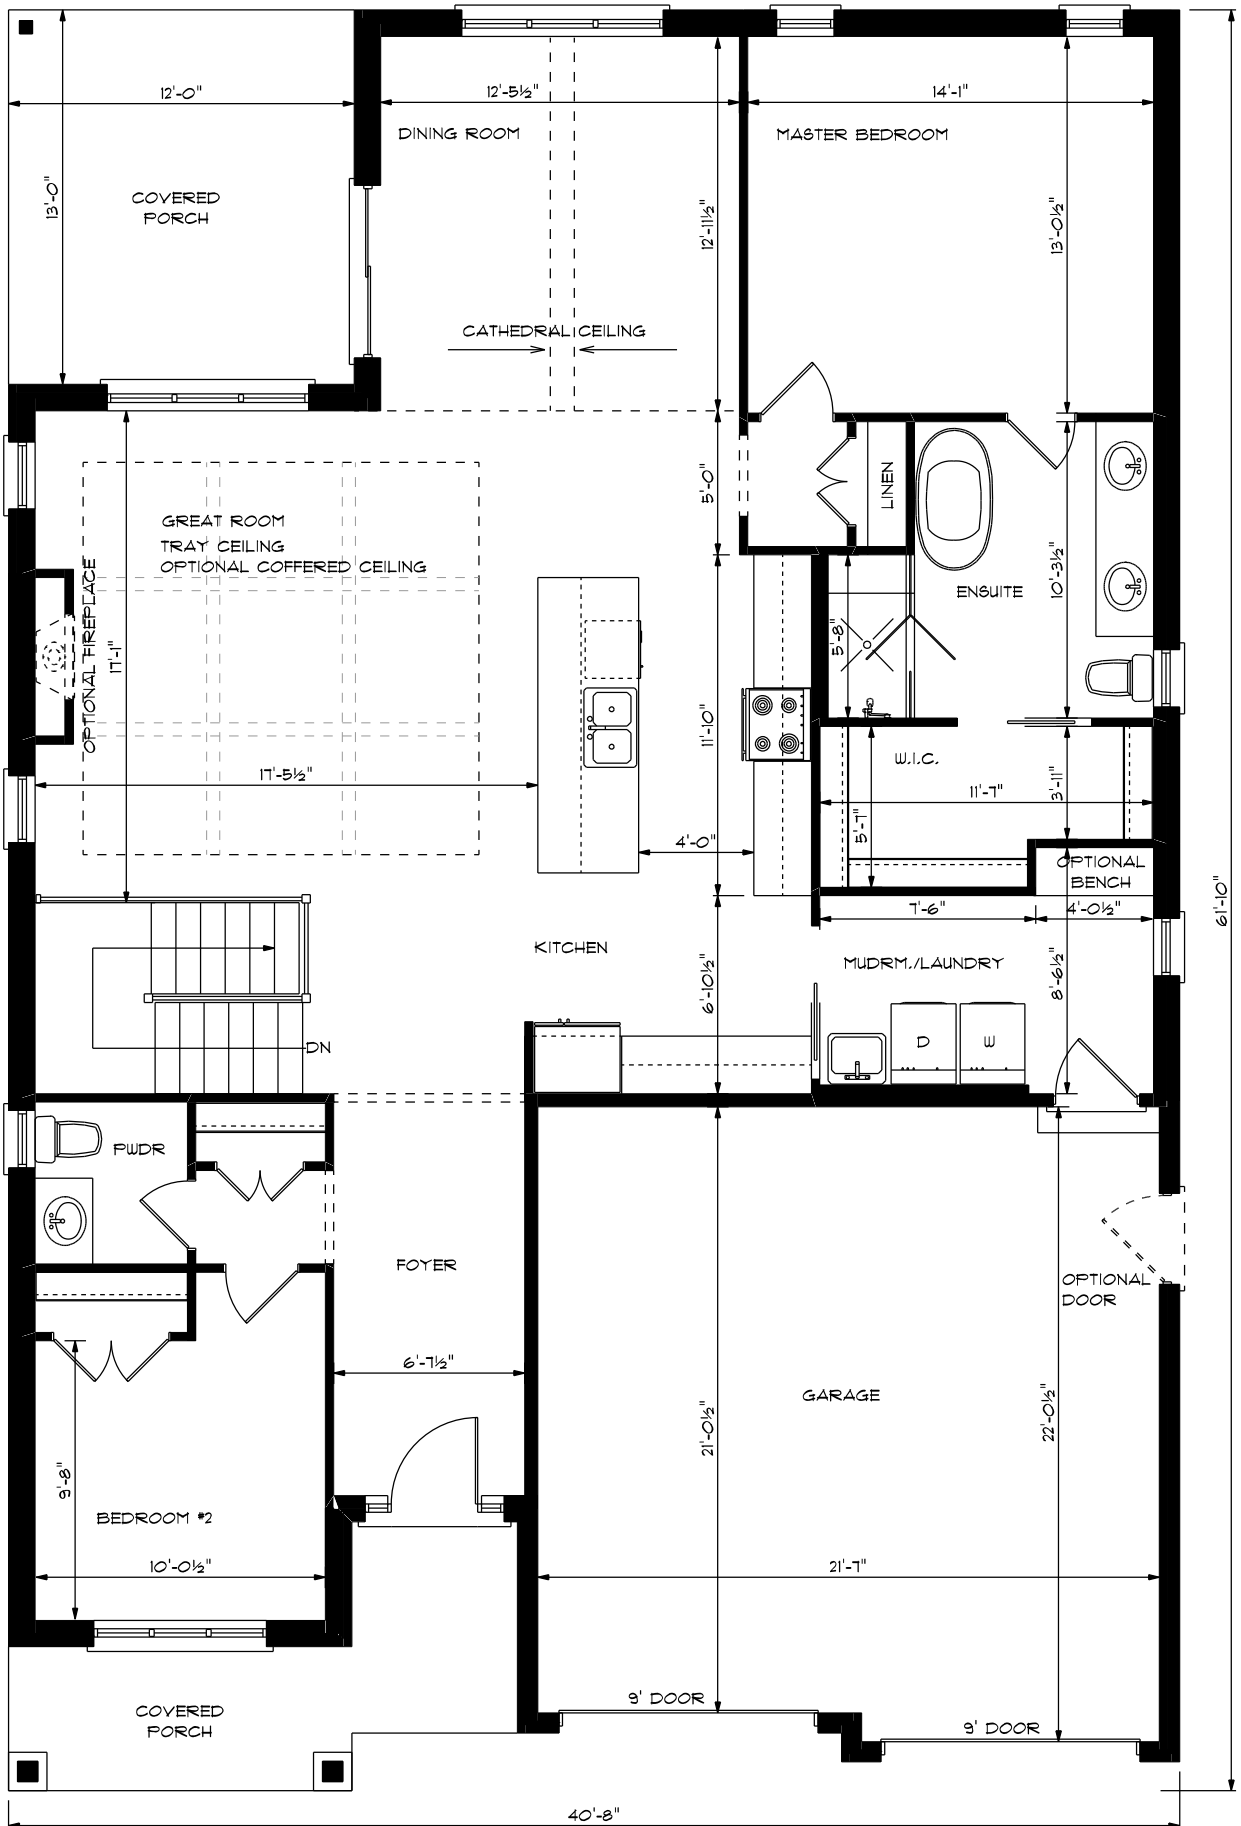 12'-0"
12'-5½"
14'-1"
DINING ROOM
MASTER BEDROOM
13'-0"
COVERED
PORCH
12'-11½"
13'-0½"
CATHEDRAL CEILING
5'-0"
LINEN
GREAT ROOM
TRAY CEILING
OPTIONAL COFFERED CEILING
OPTIONAL FIREPLACE
17'-1"
10'-3½"
ENSUITE
5'-8"
11'-10"
17'-5½"
W.I.C.
11'-7"
3'-11"
5'-7"
4'-0"
OPTIONAL
BENCH
61'-10"
7'-6"
4'-0½"
KITCHEN
MUDRM./LAUNDRY
6'-10½"
8'-6½"
DN
D
W
PWDR
FOYER
OPTIONAL
DOOR
6'-7½"
GARAGE
21'-0½"
22'-0½"
9'-8"
BEDROOM #2
10'-0½"
21'-7"
9' DOOR
COVERED
PORCH
9' DOOR
40'-8"